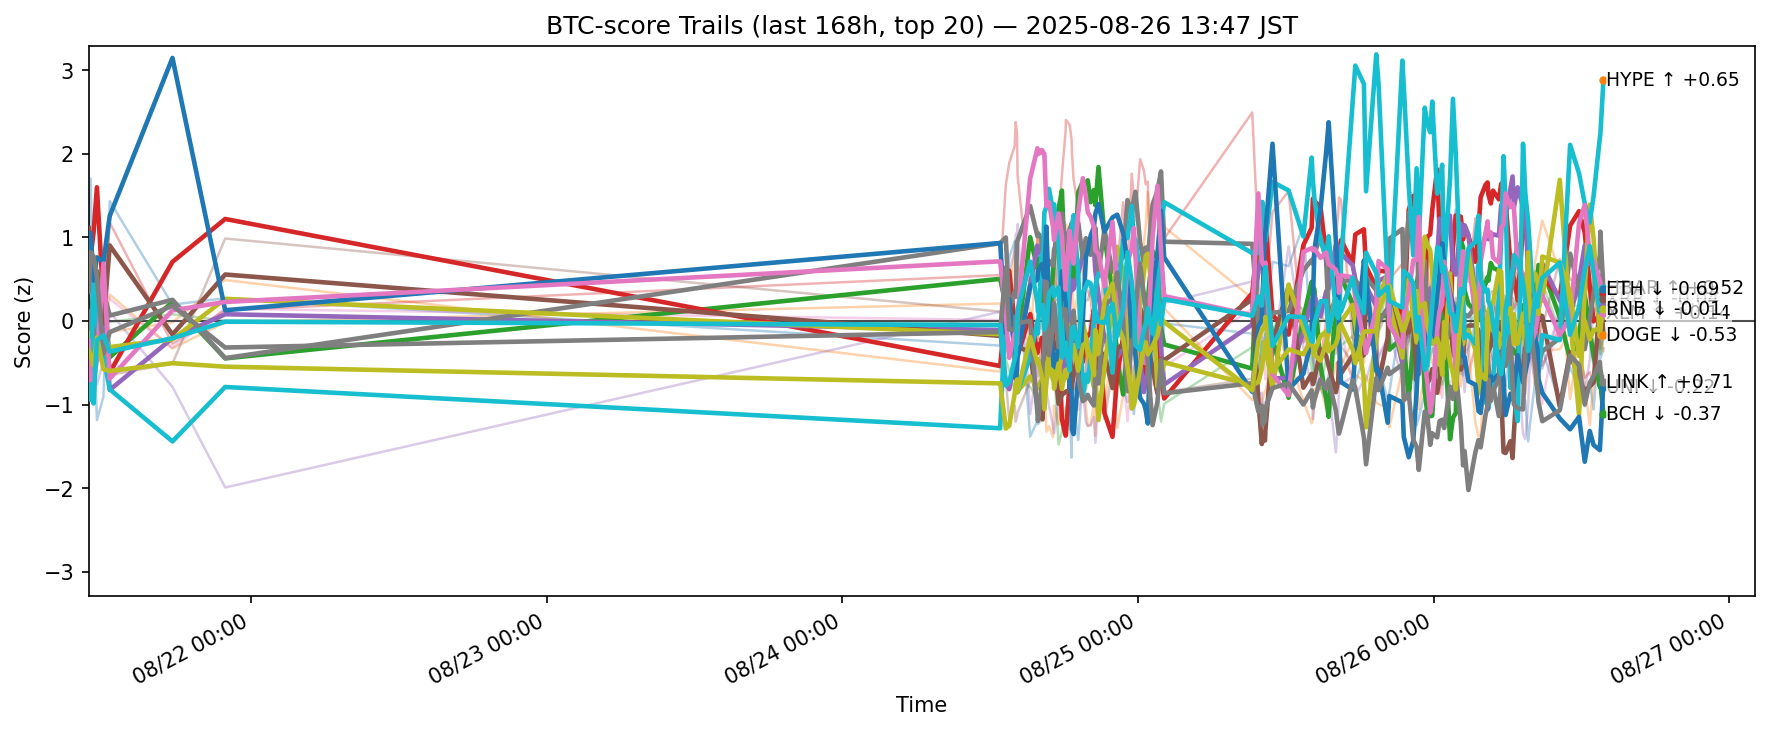 BTC-score Trails (last 168h, top 20) — 2025-08-26 13:47 JST
Score (z)
3
2
1
0
−1
−2
−3
HYPE ↑ +0.65
ETH ↓ -0.69
BNB ↓ -0.01
DOGE ↓ -0.53
LINK ↑ +0.71
UNI ↓ -0.22
BCH ↓ -0.37
08/22 00:00
08/23 00:00
08/24 00:00
08/25 00:00
08/26 00:00
08/27 00:00
Time